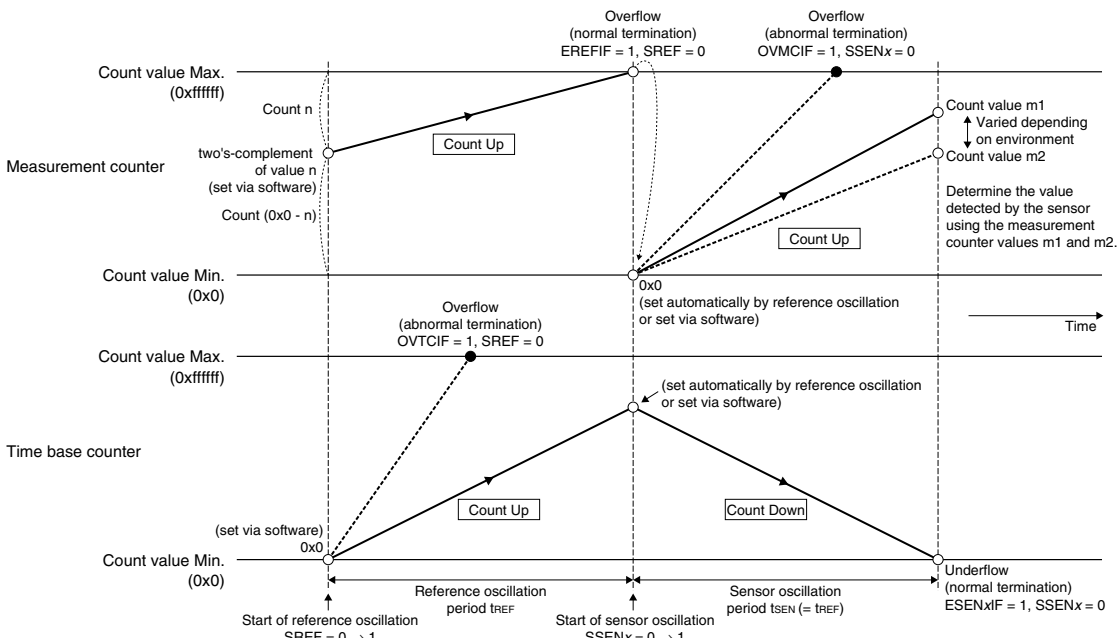 Overflow
(normal termination)
EREFIF = 1, SREF = 0
Overflow
(abnormal termination)
OVMCIF = 1, SSENx = 0
Count value Max.
(0xffffff)
Count n
Count Up
Measurement counter
two's-complement
of value n
(set via software)
Count (0x0 - n)
Count value m1
Varied depending
on environment
Count value m2
Determine the value
detected by the sensor
using the measurement
counter values m1 and m2.
Count Up
Count value Min.
(0x0)
0x0
(set automatically by reference oscillation
or set via software)
Time
Overflow
(abnormal termination)
OVTCIF = 1, SREF = 0
Count value Max.
(0xffffff)
(set automatically by reference oscillation
or set via software)
Time base counter
Count Up
Count Down
(set via software)
0x0
Count value Min.
(0x0)
Underflow
(normal termination)
ESENxIF = 1, SSENx = 0
Reference oscillation
period tREF
Sensor oscillation
period tSEN (= tREF)
Start of reference oscillation
SREF = 0 → 1
Start of sensor oscillation
SSENx = 0 → 1